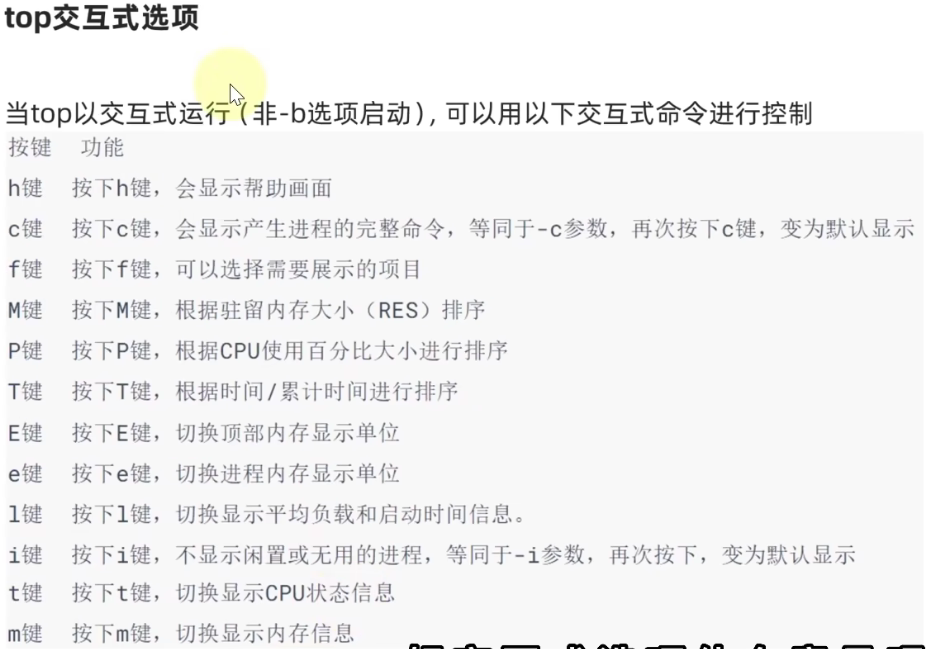 top交互式选项
当top以交互式运行（非-b选项启动），可以用以下交互式命令进行控制
按键 功能
h键 按下h键，会显示帮助画面
c键 按下c键，会显示产生进程的完整命令，等同于-c参数，再次按下c键，变为默认显示
f键 按下f键，可以选择需要展示的项目
M键 按下M键，根据驻留内存大小（RES）排序
P键 按下P键，根据CPU使用百分比大小进行排序
T键 按下T键，根据时间/累计时间进行排序
E键 按下E键，切换顶部内存显示单位
e键 按下e键，切换进程内存显示单位
l键 按下l键，切换显示平均负载和启动时间信息。
i键 按下i键，不显示闲置或无用的进程，等同于-i参数，再次按下，变为默认显示
t键 按下t键，切换显示CPU状态信息
m键 按下m键，切换显示内存信息